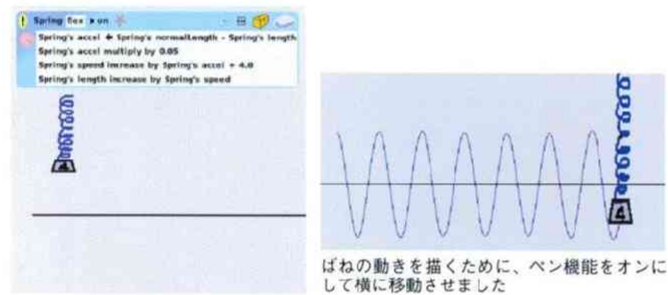 ! Spring flex on
Spring's accel ← Spring's normalLength - Spring's length
Spring's accel multiply by 0.05
Spring's speed increase by Spring's accel + 4.0
Spring's length increase by Spring's speed
4
4
ばねの動きを描くために、ペン機能をオンに
して横に移動させました